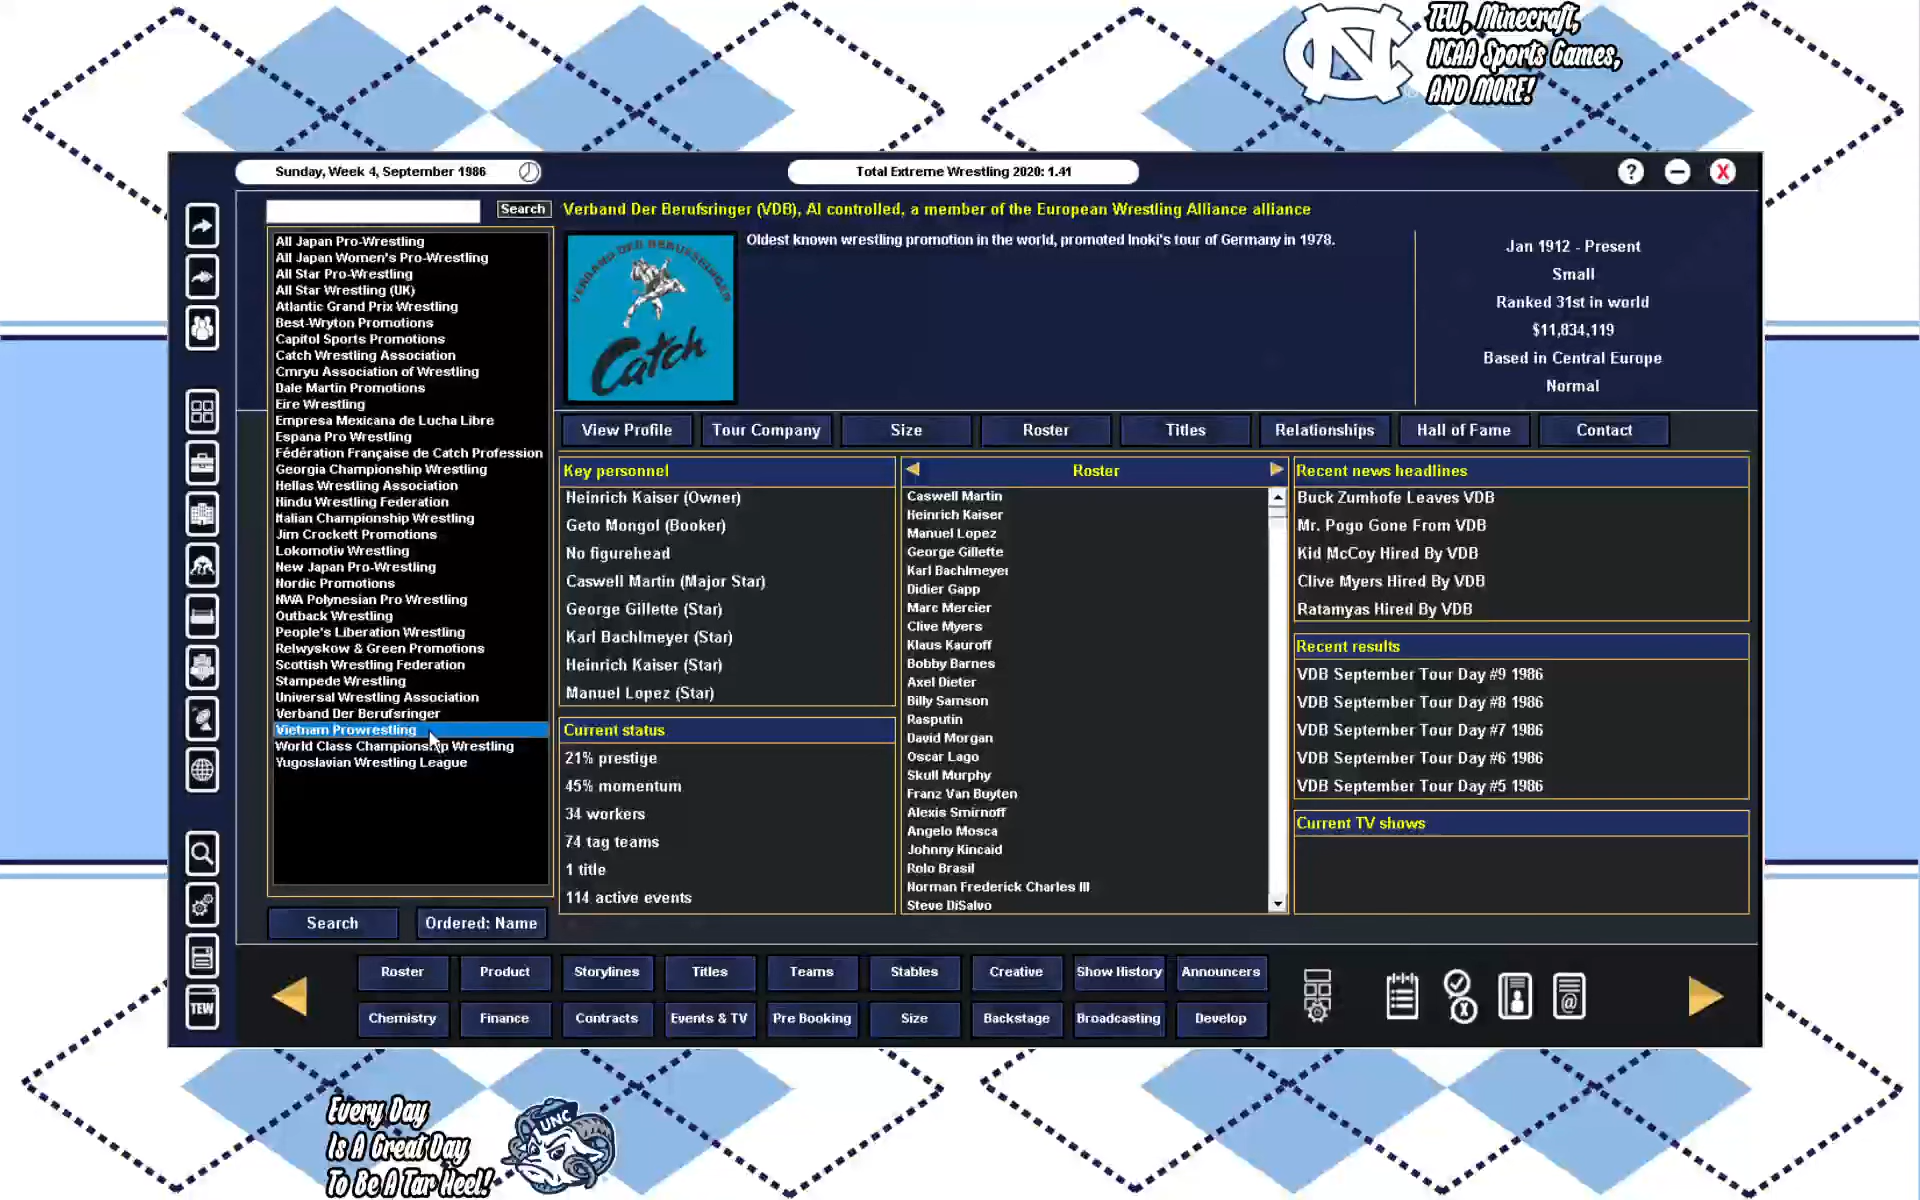 TEW, Minecraft,
NCAA Sports Games,
AND MORE!
NC
Sunday, Week 4, September 1986
Total Extreme Wrestling 2020: 1.41
?
X
Search
Verband Der Berufsringer (VDB), AI controlled, a member of the European Wrestling Alliance alliance
All Japan Pro-Wrestling
All Japan Women's Pro-Wrestling
All Star Pro-Wrestling
All Star Wrestling (UK)
Atlantic Grand Prix Wrestling
Best-Wryton Promotions
Capitol Sports Promotions
Catch Wrestling Association
Cmryu Association of Wrestling
Dale Martin Promotions
Eire Wrestling
Empresa Mexicana de Lucha Libre
Espana Pro Wrestling
Fédération Française de Catch Profession
Georgia Championship Wrestling
Hellas Wrestling Association
Hindu Wrestling Federation
Italian Championship Wrestling
Jim Crockett Promotions
Lokomotiv Wrestling
New Japan Pro-Wrestling
Nordic Promotions
NWA Polynesian Pro Wrestling
Outback Wrestling
People's Liberation Wrestling
Relwyskow & Green Promotions
Scottish Wrestling Federation
Stampede Wrestling
Universal Wrestling Association
Verband Der Berufsringer
Vietnam Prowrestling
World Class Championship Wrestling
Yugoslavian Wrestling League
Search
Ordered: Name
VERBAND DER BERUFSRINGER
Catch
Oldest known wrestling promotion in the world, promoted Inoki's tour of Germany in 1978.
Jan 1912 - Present
Small
Ranked 31st in world
$11,834,119
Based in Central Europe
Normal
View Profile
Tour Company
Size
Roster
Titles
Relationships
Hall of Fame
Contact
Key personnel
Heinrich Kaiser (Owner)
Geto Mongol (Booker)
No figurehead
Caswell Martin (Major Star)
George Gillette (Star)
Karl Bachlmeyer (Star)
Heinrich Kaiser (Star)
Manuel Lopez (Star)
Current status
21% prestige
45% momentum
34 workers
74 tag teams
1 title
114 active events
Roster
Caswell Martin
Heinrich Kaiser
Manuel Lopez
George Gillette
Karl Bachlmeyer
Didier Gapp
Marc Mercier
Clive Myers
Klaus Kauroff
Bobby Barnes
Axel Dieter
Billy Samson
Rasputin
David Morgan
Oscar Lago
Skull Murphy
Franz Van Buyten
Alexis Smirnoff
Angelo Mosca
Johnny Kincaid
Rolo Brasil
Norman Frederick Charles III
Steve DiSalvo
Recent news headlines
Buck Zumhofe Leaves VDB
Mr. Pogo Gone From VDB
Kid McCoy Hired By VDB
Clive Myers Hired By VDB
Ratamyas Hired By VDB
Recent results
VDB September Tour Day #9 1986
VDB September Tour Day #8 1986
VDB September Tour Day #7 1986
VDB September Tour Day #6 1986
VDB September Tour Day #5 1986
Current TV shows
TEW
Roster
Product
Storylines
Titles
Teams
Stables
Creative
Show History
Announcers
Chemistry
Finance
Contracts
Events & TV
Pre Booking
Size
Backstage
Broadcasting
Develop
Every Day
Is A Great Day
To Be A Tar Heel!
UNC